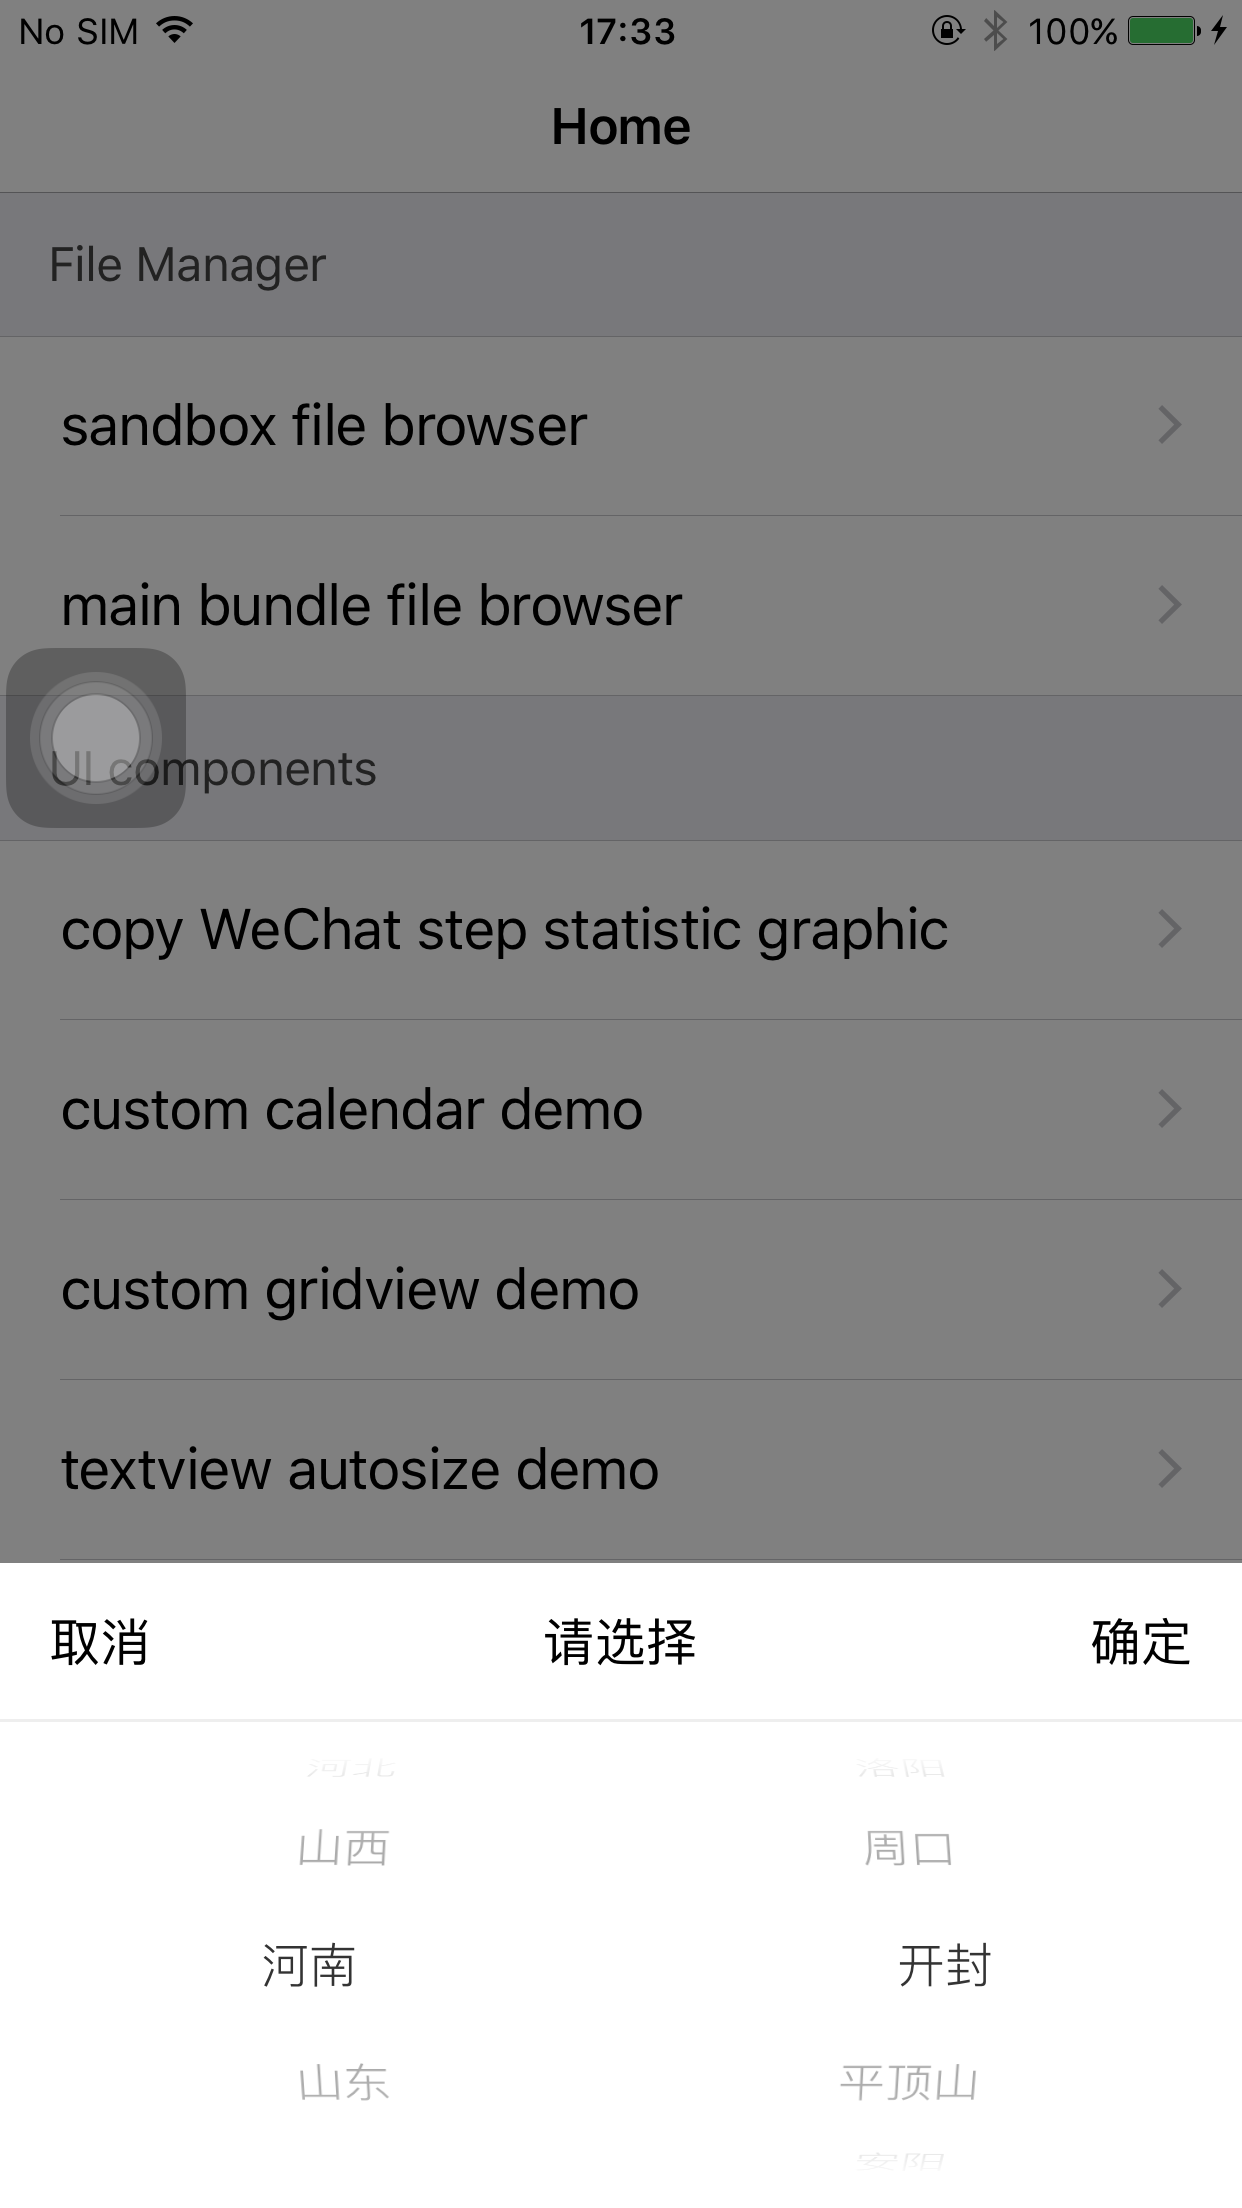 No SIM 17:33 100%
Home
File Manager
sandbox file browser
main bundle file browser
UI components
copy WeChat step statistic graphic
custom calendar demo
custom gridview demo
textview autosize demo
取消 请选择 确定
河北 洛阳
山西 周口
河南 开封
山东 平顶山
安阳